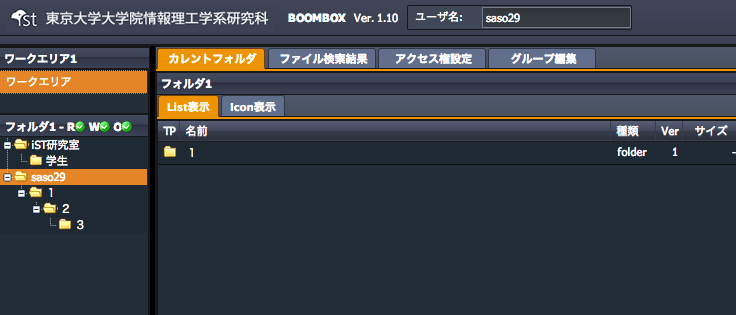 ist 東京大学大学院情報理工学系研究科 BOOMBOX Ver. 1.10 ユーザ名: saso29
ワークエリア1
ワークエリア
フォルダ1 - R W O
iST研究室
学生
saso29
1
2
3
カレントフォルダ ファイル検索結果 アクセス権設定 グループ編集
フォルダ1
List表示 Icon表示
TP 名前 種類 Ver サイズ
1 folder 1 -